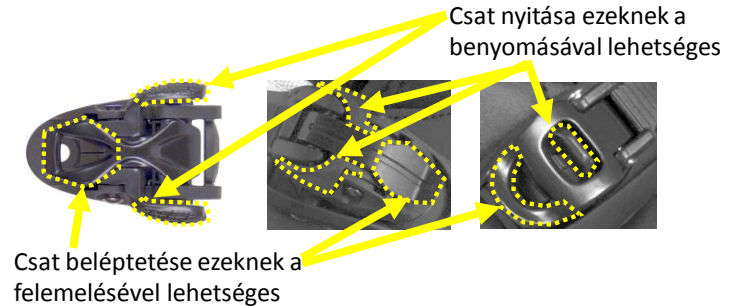 Csat nyitása ezeknek a
benyomásával lehetséges
Csat beléptetése ezeknek a
felemelésével lehetséges